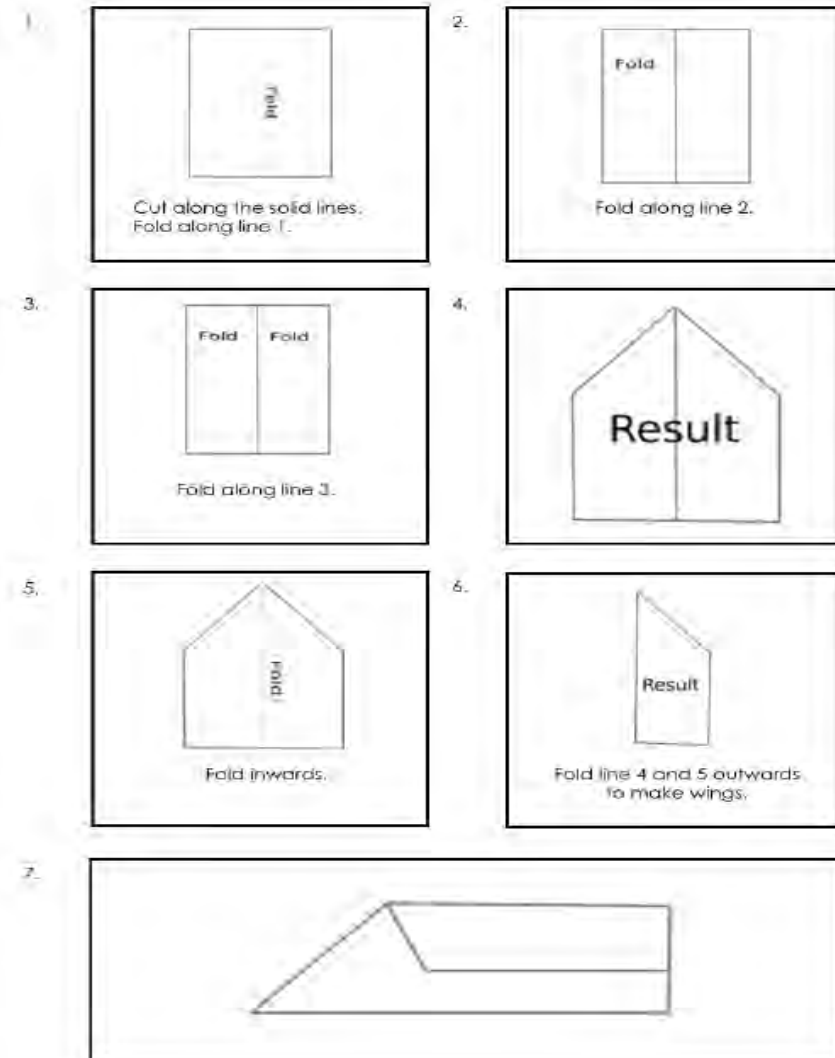 1.
Fold
Cut along the solid lines.
Fold along line 1.
2.
Fold
Fold along line 2.
3.
Fold Fold
Fold along line 3.
4.
Result
5.
Fold
Fold inwards.
6.
Result
Fold line 4 and 5 outwards
to make wings.
7.